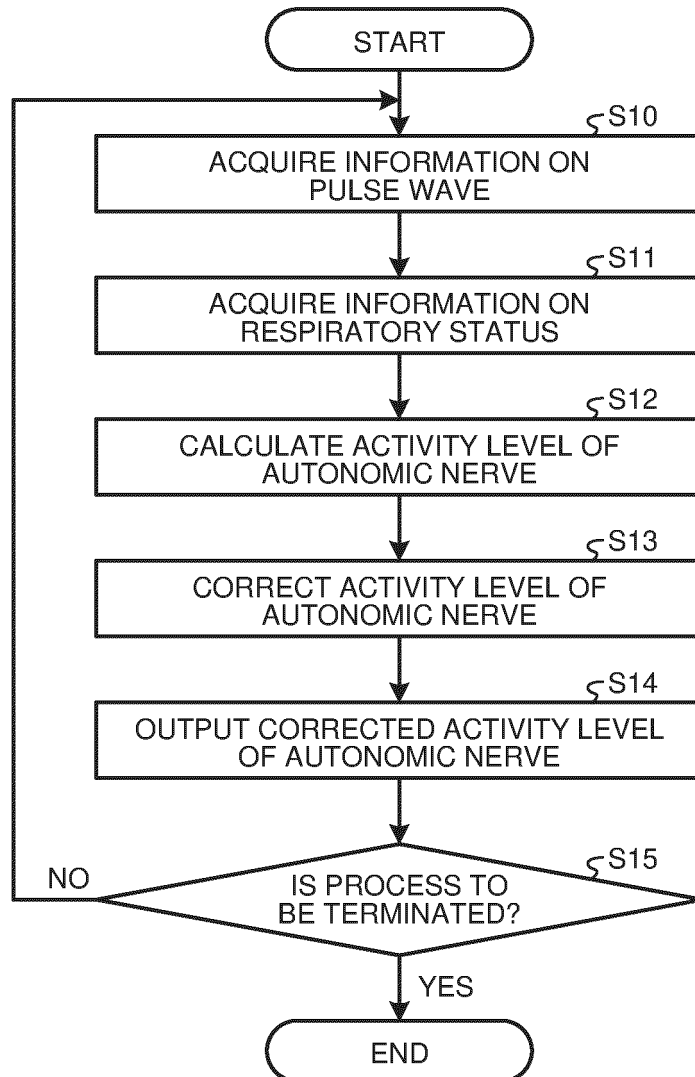 START
S10
ACQUIRE INFORMATION ON
PULSE WAVE
S11
ACQUIRE INFORMATION ON
RESPIRATORY STATUS
S12
CALCULATE ACTIVITY LEVEL OF
AUTONOMIC NERVE
S13
CORRECT ACTIVITY LEVEL OF
AUTONOMIC NERVE
S14
OUTPUT CORRECTED ACTIVITY LEVEL
OF AUTONOMIC NERVE
S15
NO
IS PROCESS TO
BE TERMINATED?
YES
END